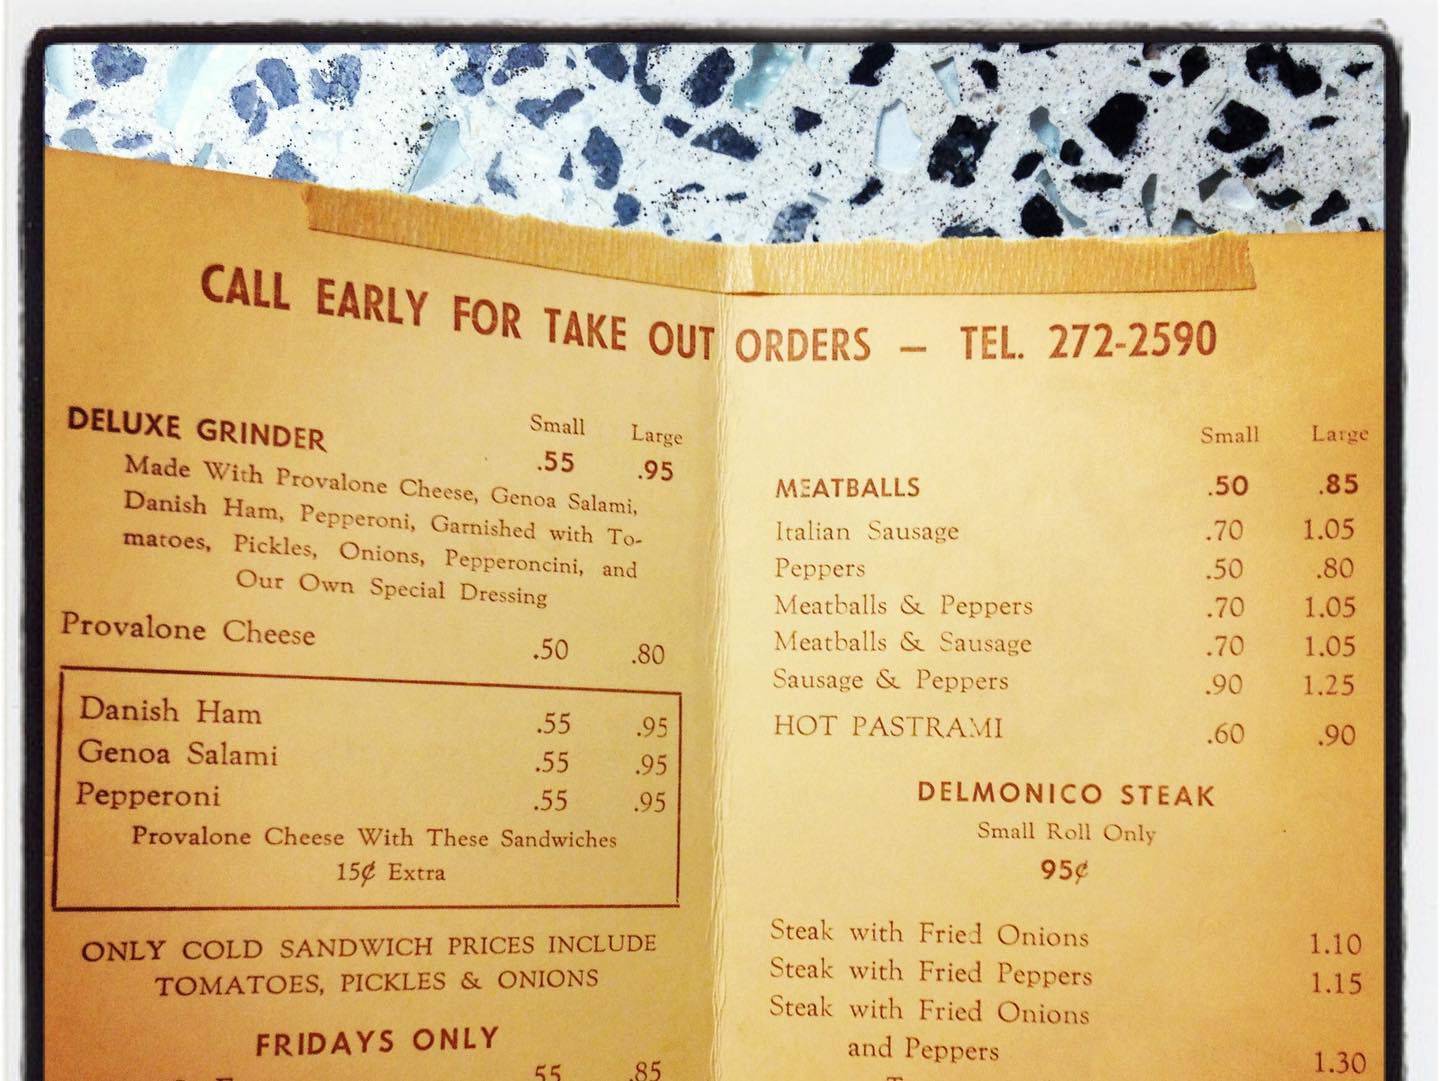 CALL EARLY FOR TAKE OUT ORDERS — TEL. 272-2590
Small Large
DELUXE GRINDER .55 .95
Made With Provalone Cheese, Genoa Salami,
Danish Ham, Pepperoni, Garnished with To-
matoes, Pickles, Onions, Pepperoncini, and
Our Own Special Dressing
Provalone Cheese .50 .80
Danish Ham .55 .95
Genoa Salami .55 .95
Pepperoni .55 .95
Provalone Cheese With These Sandwiches
15¢ Extra
ONLY COLD SANDWICH PRICES INCLUDE
TOMATOES, PICKLES & ONIONS
FRIDAYS ONLY
.55 .85
Small Large
MEATBALLS .50 .85
Italian Sausage .70 1.05
Peppers .50 .80
Meatballs & Peppers .70 1.05
Meatballs & Sausage .70 1.05
Sausage & Peppers .90 1.25
HOT PASTRAMI .60 .90
DELMONICO STEAK
Small Roll Only
95¢
Steak with Fried Onions 1.10
Steak with Fried Peppers 1.15
Steak with Fried Onions
and Peppers 1.30